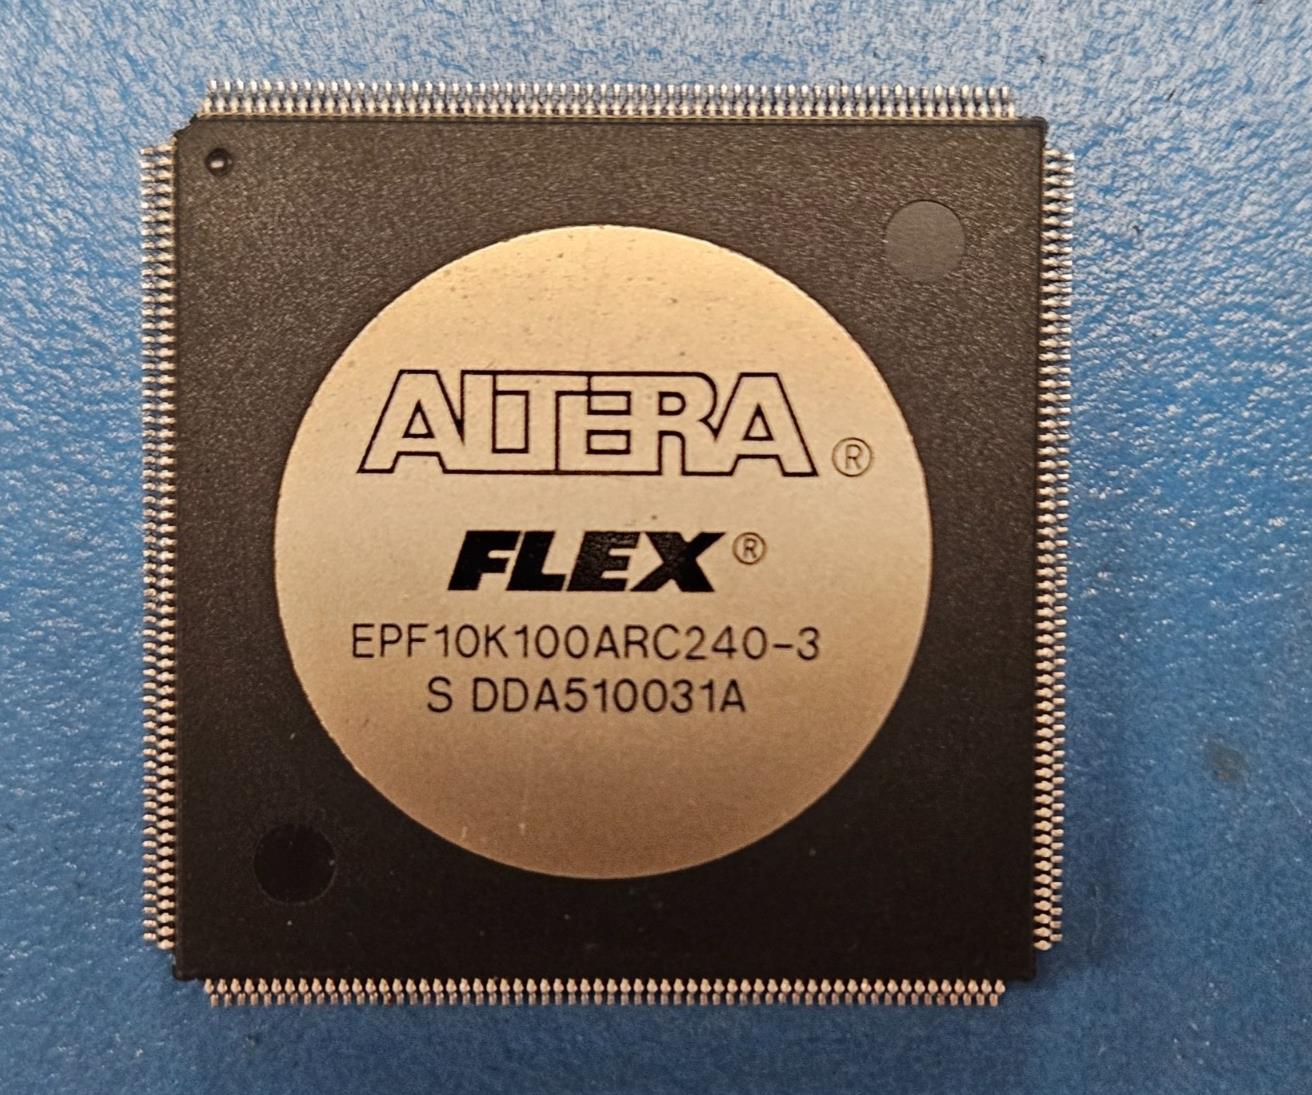 ALTERA ®
FLEX ®
EPF10K100ARC240-3
S DDA510031A